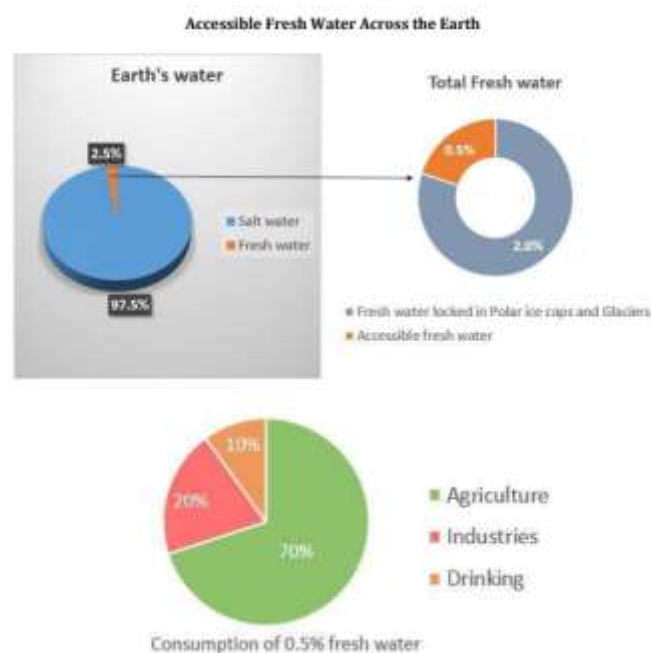 Accessible Fresh Water Across the Earth
Earth's water
2.5%
97.5%
Salt water
Fresh water
Total Fresh water
0.5%
2.0%
Fresh water locked in Polar ice caps and Glaciers
Accessible fresh water
10%
20%
70%
Agriculture
Industries
Drinking
Consumption of 0.5% fresh water